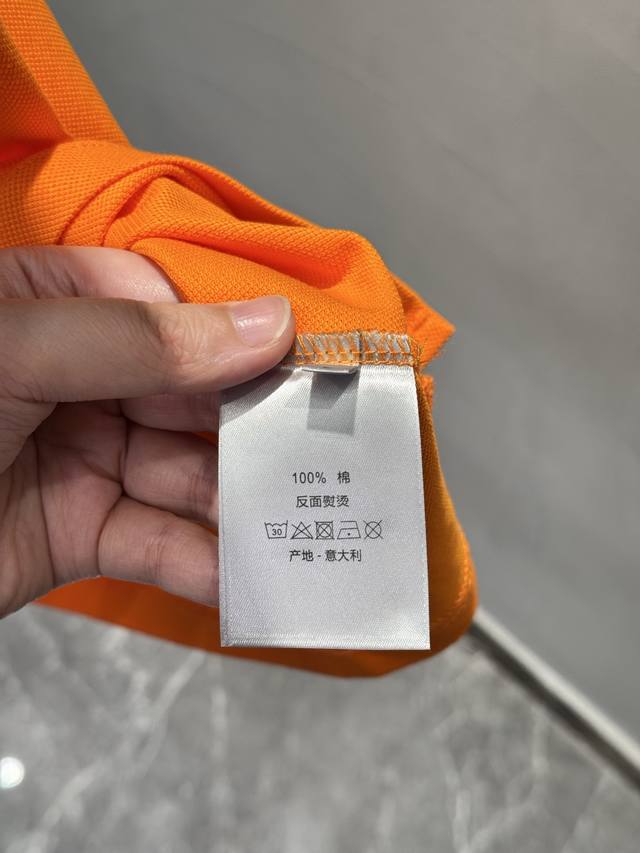 100% 棉
反面熨烫
30
产地 - 意大利